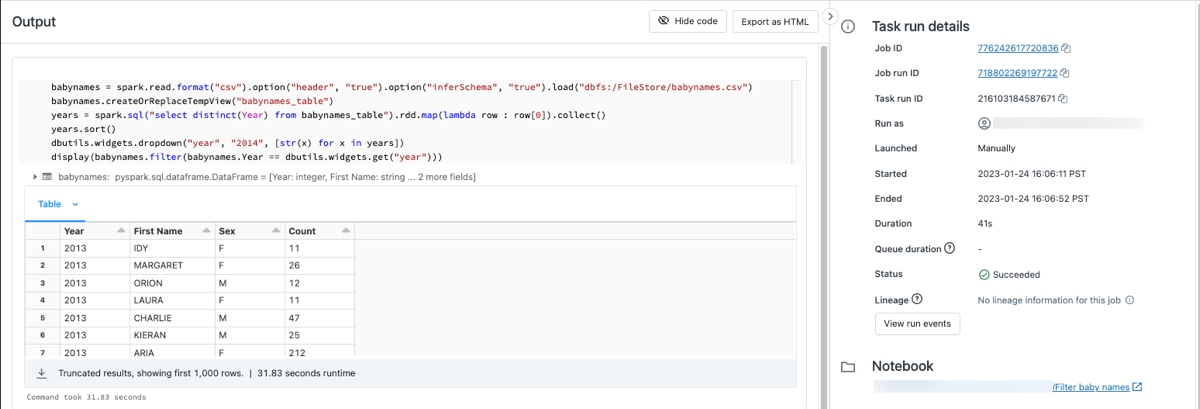 Output
Hide code
Export as HTML
babynames = spark.read.format("csv").option("header", "true").option("inferSchema", "true").load("dbfs:/FileStore/babynames.csv")
babynames.createOrReplaceTempView("babynames_table")
years = spark.sql("select distinct(Year) from babynames_table").rdd.map(lambda row : row[0]).collect()
years.sort()
dbutils.widgets.dropdown("year", "2014", [str(x) for x in years])
display(babynames.filter(babynames.Year == dbutils.widgets.get("year")))
babynames: pyspark.sql.dataframe.DataFrame = [Year: integer, First Name: string ... 2 more fields]
Table
Year First Name Sex Count
1 2013 IDY F 11
2 2013 MARGARET F 26
3 2013 ORION M 12
4 2013 LAURA F 11
5 2013 CHARLIE M 47
6 2013 KIERAN M 25
7 2013 ARIA F 212
Truncated results, showing first 1,000 rows. | 31.83 seconds runtime
Command took 31.83 seconds
Task run details
Job ID 776242617720836
Job run ID 718802269197722
Task run ID 216103184587671
Run as
Launched Manually
Started 2023-01-24 16:06:11 PST
Ended 2023-01-24 16:06:52 PST
Duration 41s
Queue duration -
Status Succeeded
Lineage No lineage information for this job
View run events
Notebook
/Filter baby names